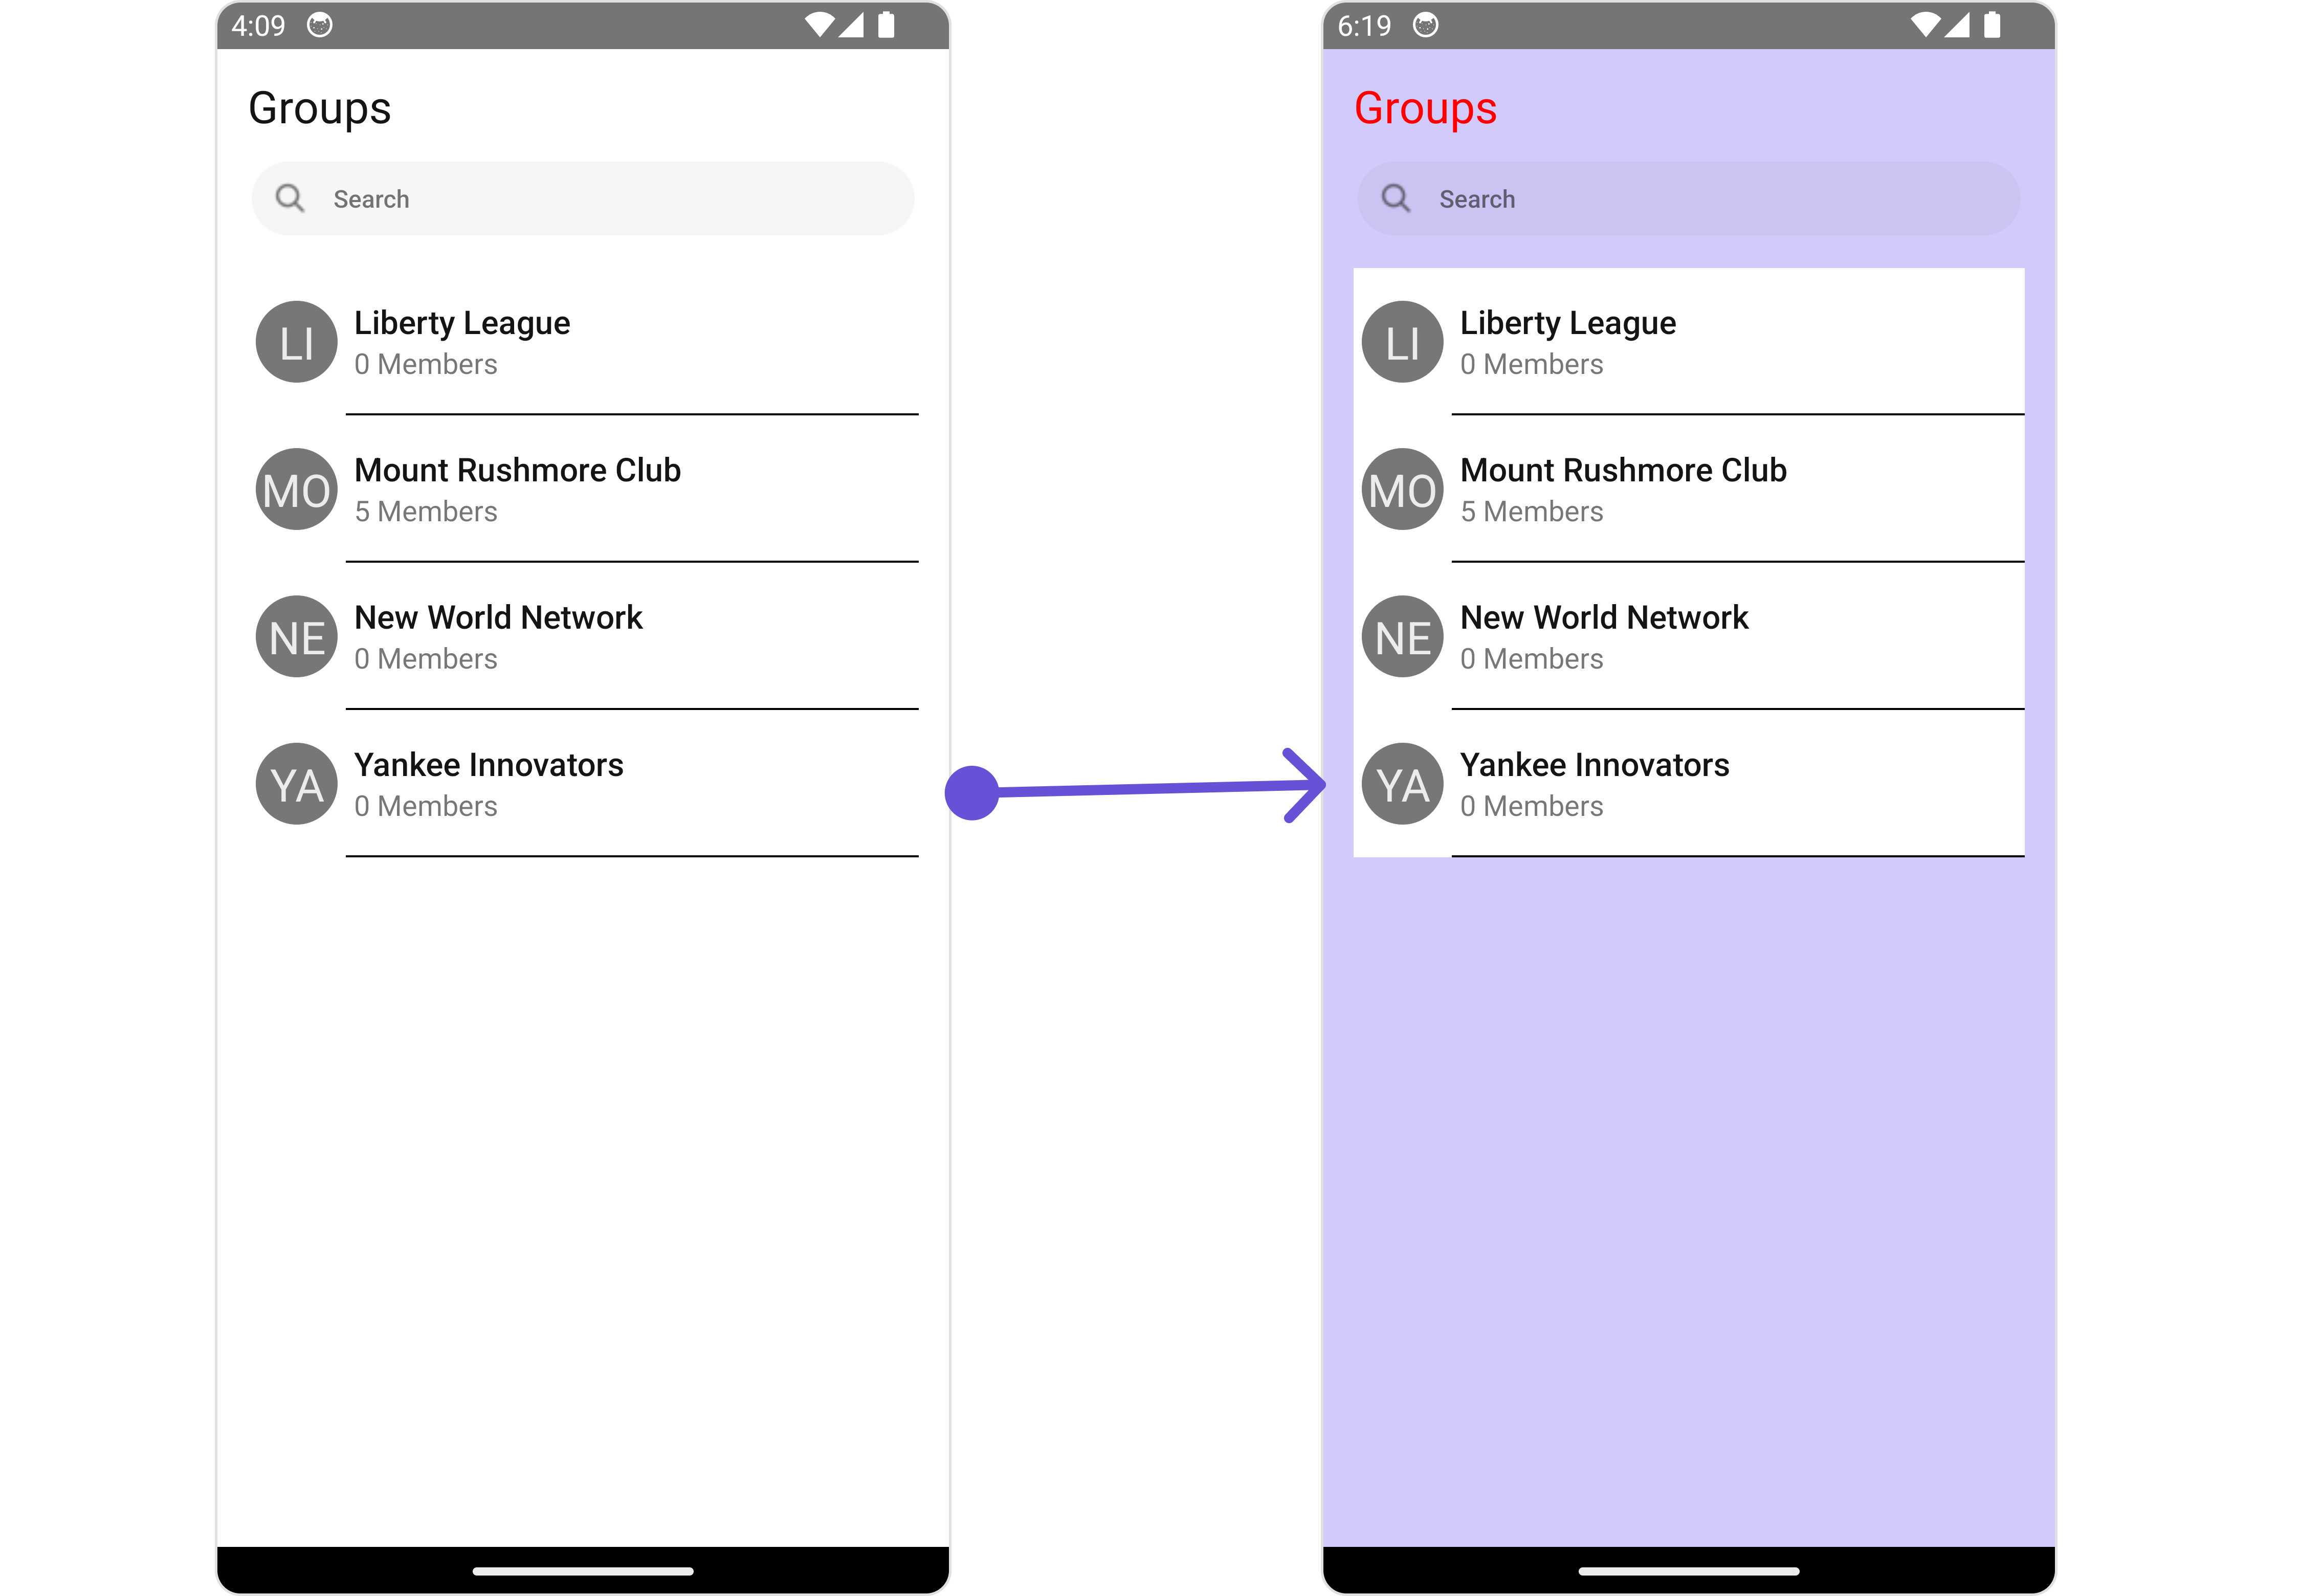 4:09
Groups
Search
LI
Liberty League
0 Members
MO
Mount Rushmore Club
5 Members
NE
New World Network
0 Members
YA
Yankee Innovators
0 Members
6:19
Groups
Search
LI
Liberty League
0 Members
MO
Mount Rushmore Club
5 Members
NE
New World Network
0 Members
YA
Yankee Innovators
0 Members